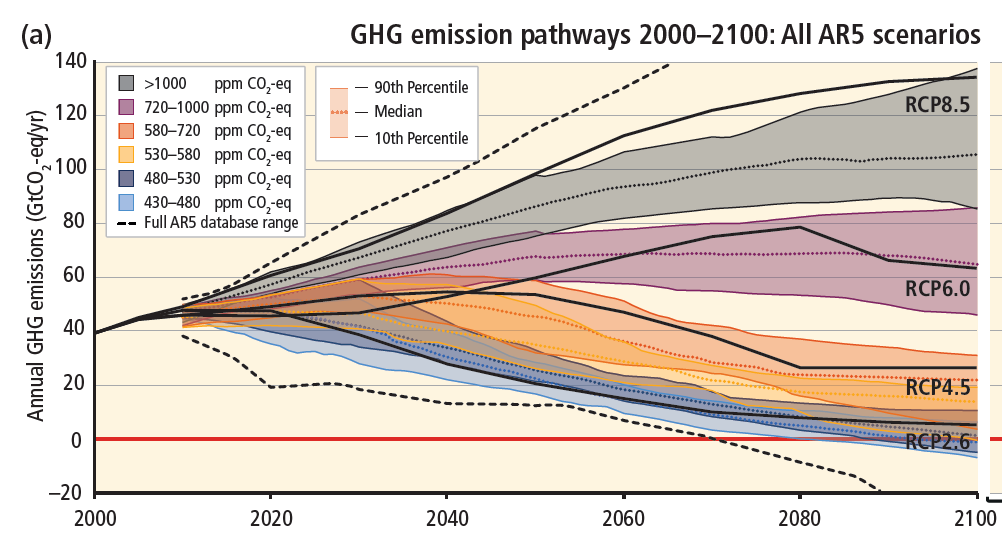 (a)
GHG emission pathways 2000–2100: All AR5 scenarios
Annual GHG emissions (GtCO2-eq/yr)
140
120
100
80
60
40
20
0
–20
>1000 ppm CO2-eq
720–1000 ppm CO2-eq
580–720 ppm CO2-eq
530–580 ppm CO2-eq
480–530 ppm CO2-eq
430–480 ppm CO2-eq
Full AR5 database range
90th Percentile
Median
10th Percentile
RCP8.5
RCP6.0
RCP4.5
RCP2.6
2000
2020
2040
2060
2080
2100